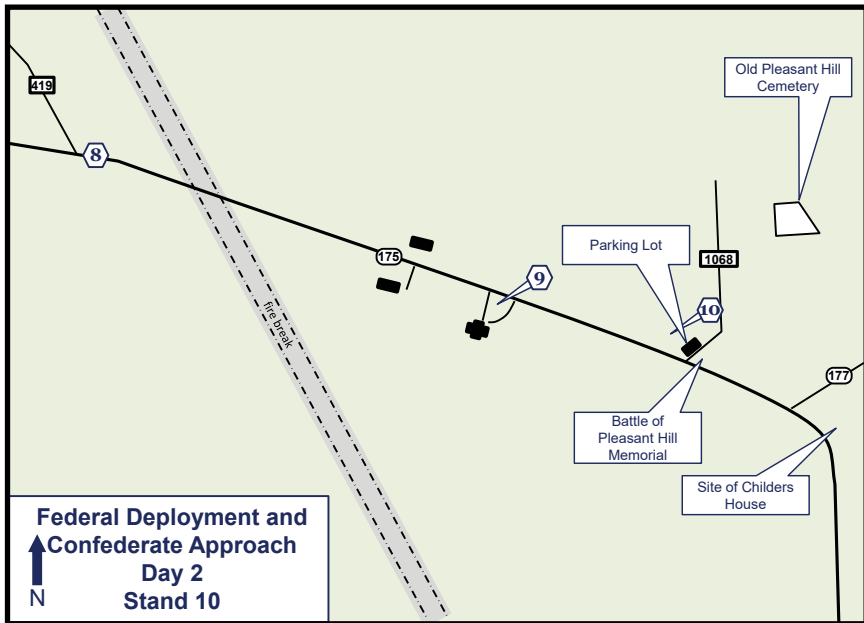 Old Pleasant Hill
Cemetery
419
8
Parking Lot
175
1068
9
10
fire break
177
Battle of
Pleasant Hill
Memorial
Site of Childers
House
Federal Deployment and
Confederate Approach
Day 2
Stand 10
N